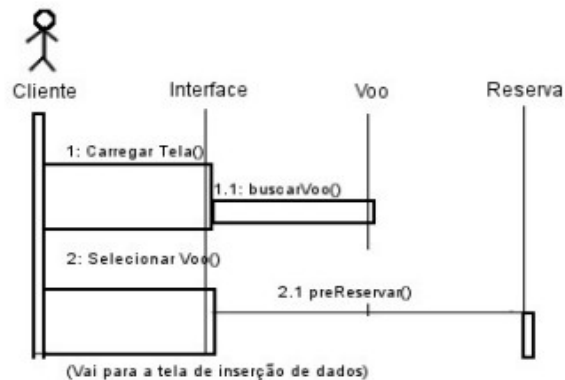 Cliente Interface Voo Reserva
1: Carregar Tela()
1.1: buscarVoo()
2: Selecionar Voo()
2.1 preReservar()
(Vai para a tela de inserção de dados)